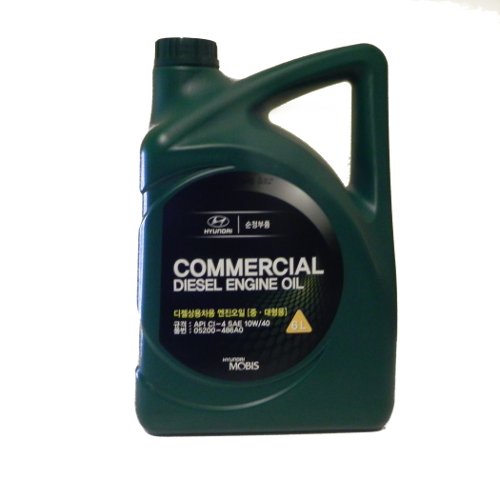 HYUNDAI 순정부품
COMMERCIAL
DIESEL ENGINE OIL
디젤상용차용 엔진오일 [중·대형용]
규격 : API CI-4 SAE 10W/40
품번 : 05200-486A0
6L
HYUNDAI
MOBIS